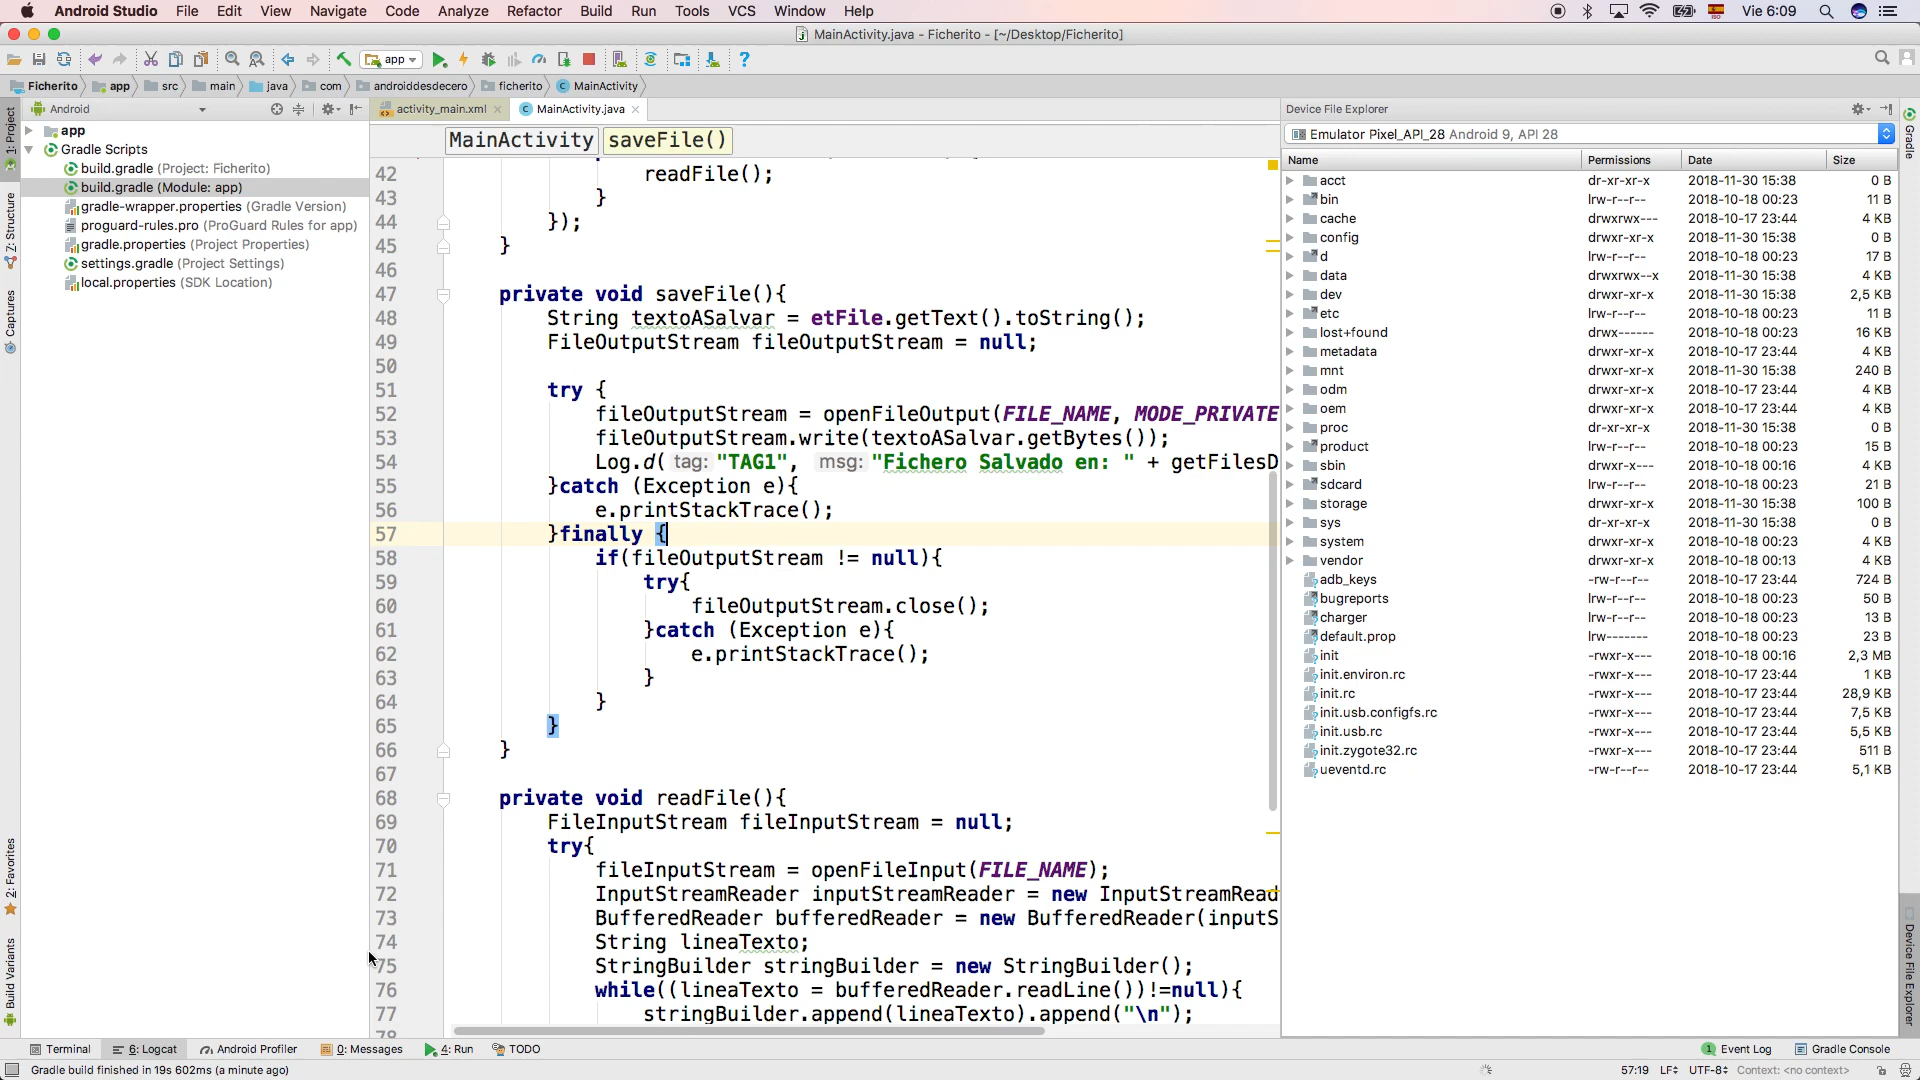 Android Studio File Edit View Navigate Code Analyze Refactor Build Run Tools VCS Window Help Vie 6:09
MainActivity.java - Ficherito - [~/Desktop/Ficherito]
app
Ficherito app src main java com androiddesdecero ficherito MainActivity
Android
activity_main.xml MainActivity.java
Device File Explorer
MainActivity saveFile()
Emulator Pixel_API_28 Android 9, API 28
1: Project
Z: Structure
Captures
2: Favorites
Build Variants
app
Gradle Scripts
build.gradle (Project: Ficherito)
build.gradle (Module: app)
gradle-wrapper.properties (Gradle Version)
proguard-rules.pro (ProGuard Rules for app)
gradle.properties (Project Properties)
settings.gradle (Project Settings)
local.properties (SDK Location)
42 readFile();
43 }
44 });
45 }
46
47 private void saveFile(){
48 String textoASalvar = etFile.getText().toString();
49 FileOutputStream fileOutputStream = null;
50
51 try {
52 fileOutputStream = openFileOutput(FILE_NAME, MODE_PRIVATE
53 fileOutputStream.write(textoASalvar.getBytes());
54 Log.d( tag: "TAG1", msg: "Fichero Salvado en: " + getFilesD
55 }catch (Exception e){
56 e.printStackTrace();
57 }finally {
58 if(fileOutputStream != null){
59 try{
60 fileOutputStream.close();
61 }catch (Exception e){
62 e.printStackTrace();
63 }
64 }
65 }
66 }
67
68 private void readFile(){
69 FileInputStream fileInputStream = null;
70 try{
71 fileInputStream = openFileInput(FILE_NAME);
72 InputStreamReader inputStreamReader = new InputStreamRead
73 BufferedReader bufferedReader = new BufferedReader(inputS
74 String lineaTexto;
75 StringBuilder stringBuilder = new StringBuilder();
76 while((lineaTexto = bufferedReader.readLine())!=null){
77 stringBuilder.append(lineaTexto).append("\n");
78
Name Permissions Date Size
acct dr-xr-xr-x 2018-11-30 15:38 0 B
bin lrw-r--r-- 2018-10-18 00:23 11 B
cache drwxrwx--- 2018-10-17 23:44 4 KB
config drwxr-xr-x 2018-11-30 15:38 0 B
d lrw-r--r-- 2018-10-18 00:23 17 B
data drwxrwx--x 2018-11-30 15:38 4 KB
dev drwxr-xr-x 2018-11-30 15:38 2,5 KB
etc lrw-r--r-- 2018-10-18 00:23 11 B
lost+found drwx------ 2018-10-18 00:23 16 KB
metadata drwxr-xr-x 2018-10-17 23:44 4 KB
mnt drwxr-xr-x 2018-11-30 15:38 240 B
odm drwxr-xr-x 2018-10-17 23:44 4 KB
oem drwxr-xr-x 2018-10-17 23:44 4 KB
proc dr-xr-xr-x 2018-11-30 15:38 0 B
product lrw-r--r-- 2018-10-18 00:23 15 B
sbin drwxr-x--- 2018-10-18 00:16 4 KB
sdcard lrw-r--r-- 2018-10-18 00:23 21 B
storage drwxr-xr-x 2018-11-30 15:38 100 B
sys dr-xr-xr-x 2018-11-30 15:38 0 B
system drwxr-xr-x 2018-10-18 00:23 4 KB
vendor drwxr-xr-x 2018-10-18 00:13 4 KB
adb_keys -rw-r--r-- 2018-10-17 23:44 724 B
bugreports lrw-r--r-- 2018-10-18 00:23 50 B
charger lrw-r--r-- 2018-10-18 00:23 13 B
default.prop lrw------- 2018-10-18 00:23 23 B
init -rwxr-x--- 2018-10-18 00:16 2,3 MB
init.environ.rc -rwxr-x--- 2018-10-17 23:44 1 KB
init.rc -rwxr-x--- 2018-10-17 23:44 28,9 KB
init.usb.configfs.rc -rwxr-x--- 2018-10-17 23:44 7,5 KB
init.usb.rc -rwxr-x--- 2018-10-17 23:44 5,5 KB
init.zygote32.rc -rwxr-x--- 2018-10-17 23:44 511 B
ueventd.rc -rw-r--r-- 2018-10-17 23:44 5,1 KB
Gradle
Device File Explorer
Terminal 6: Logcat Android Profiler 0: Messages 4: Run TODO 1 Event Log Gradle Console
Gradle build finished in 19s 602ms (a minute ago) 57:19 LF UTF-8 Context: <no context>